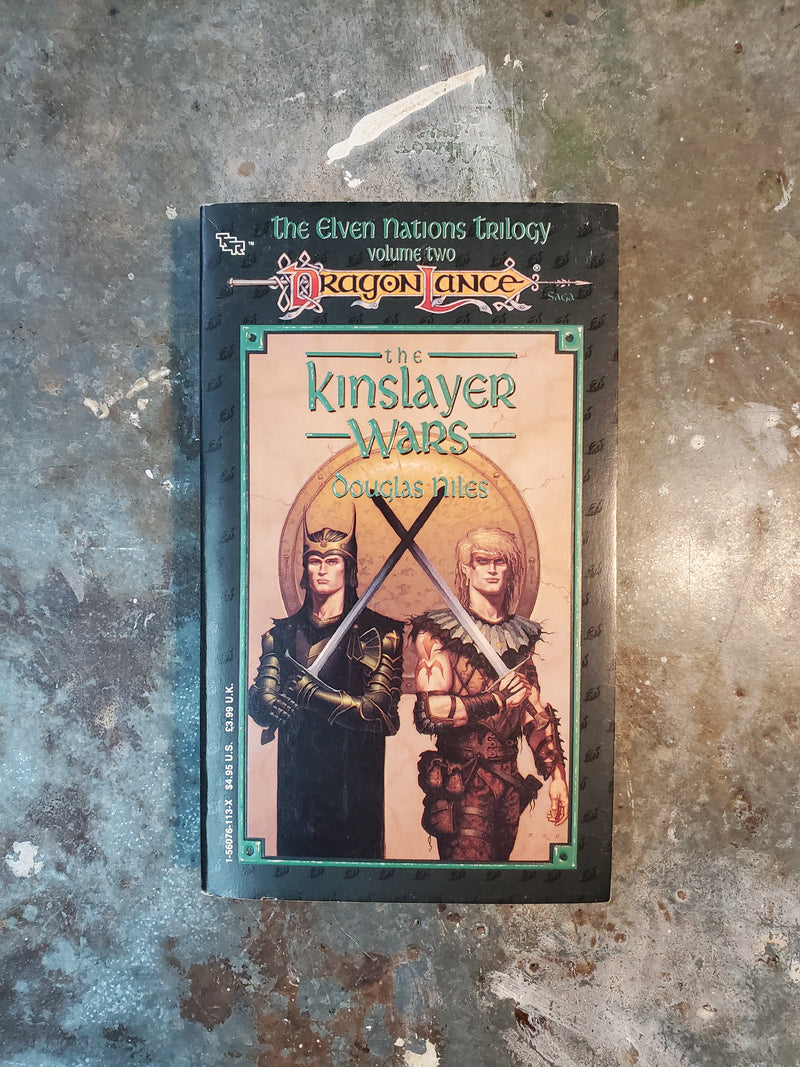 The Elven Nations Trilogy
TSR™
volume two
DRAGONLANCE®
SAGA
the
Kinslayer
Wars
Douglas Niles
1-56076-113-X $4.95 U.S. £3.99 U.K.